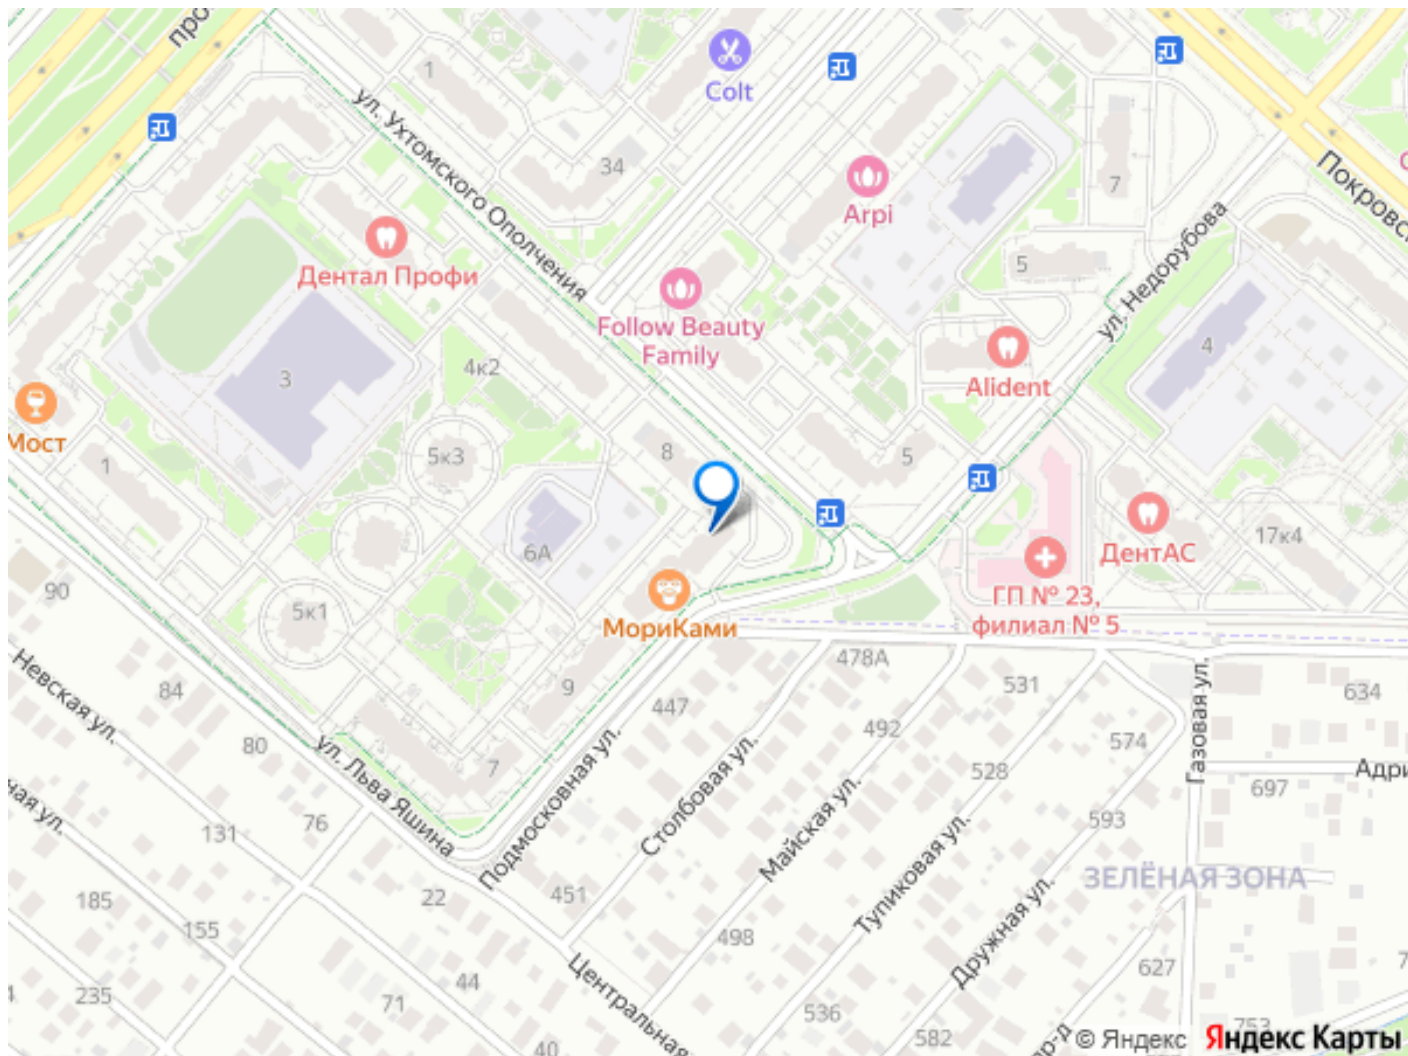 про
1
Colt
ул. Ухтомского Ополчения
34
7
Покровс
Arpi
Дентал Профи
5
ул. Недорубова
Follow Beauty
Family
4
3
4к2
Alident
Мост
1
5к3
8
5
6А
17к4
ДентАС
90
5к1
МориКами
ГП № 23,
филиал № 5
Невская ул.
84
9
447
478А
531
634
492
Газовая ул.
80
ул. Льва Яшина
7
574
528
Адри
697
ная ул.
131
76
Подмосковная ул.
Столбовая ул.
Майская ул.
Тупиковая ул.
593
ЗЕЛЁНАЯ ЗОНА
185
22
451
155
498
Дружная ул.
Центральная
627
235
44
71
536
582
40
753
р-д
© Яндекс
Яндекс Карты